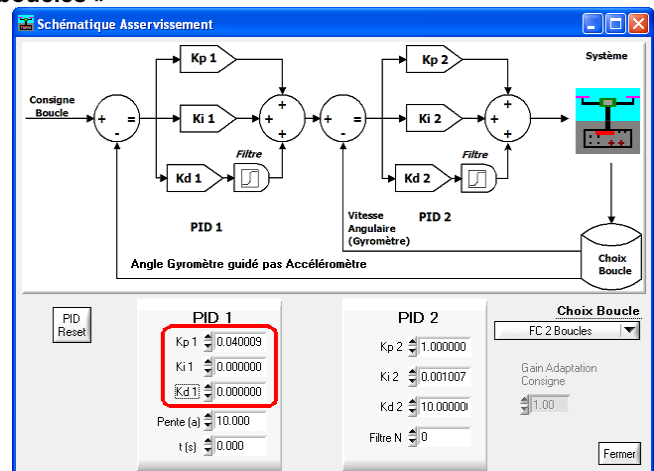 boucles »
Schématique Asservissement
Kp 1
Kp 2
Système
Consigne
Boucle
+
=
-
Ki 1
+
+
+
+
=
-
Ki 2
+
+
+
Filtre
Kd 1
Filtre
Kd 2
PID 1
Vitesse
Angulaire
(Gyromètre)
PID 2
Choix
Boucle
Angle Gyromètre guidé pas Accéléromètre
PID
Reset
PID 1
Kp 1 0.040009
Ki 1 0.000000
Kd 1 0.000000
Pente (a) 10.000
t (s) 0.000
PID 2
Kp 2 1.000000
Ki 2 0.001007
Kd 2 10.00000
Filtre N 0
Choix Boucle
FC 2 Boucles
Gain Adaptation
Consigne
1.00
Fermer